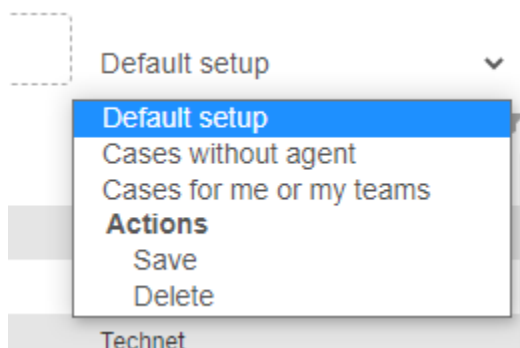 Default setup
Default setup
Cases without agent
Cases for me or my teams
Actions
Save
Delete
Technet